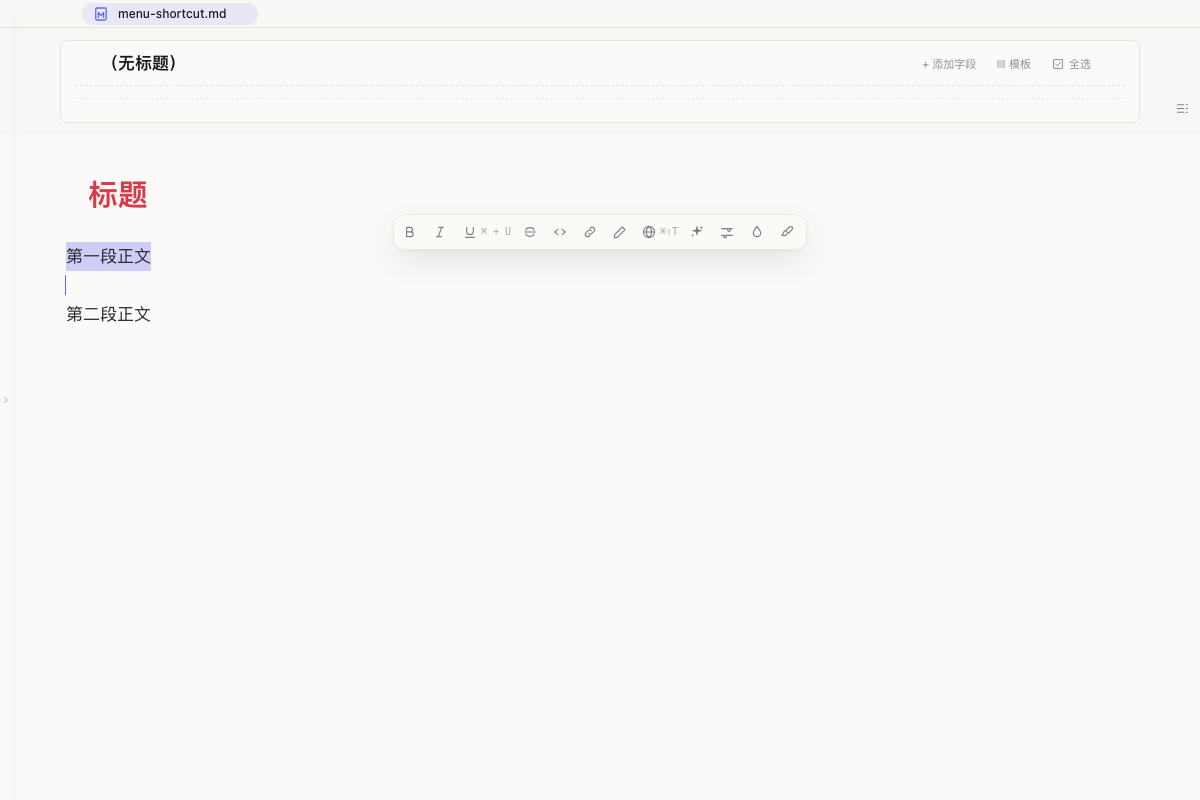 menu-shortcut.md
（无标题）
+ 添加字段 模板 全选
标题
⌘ + U ⌘⇧T
第一段正文
第二段正文